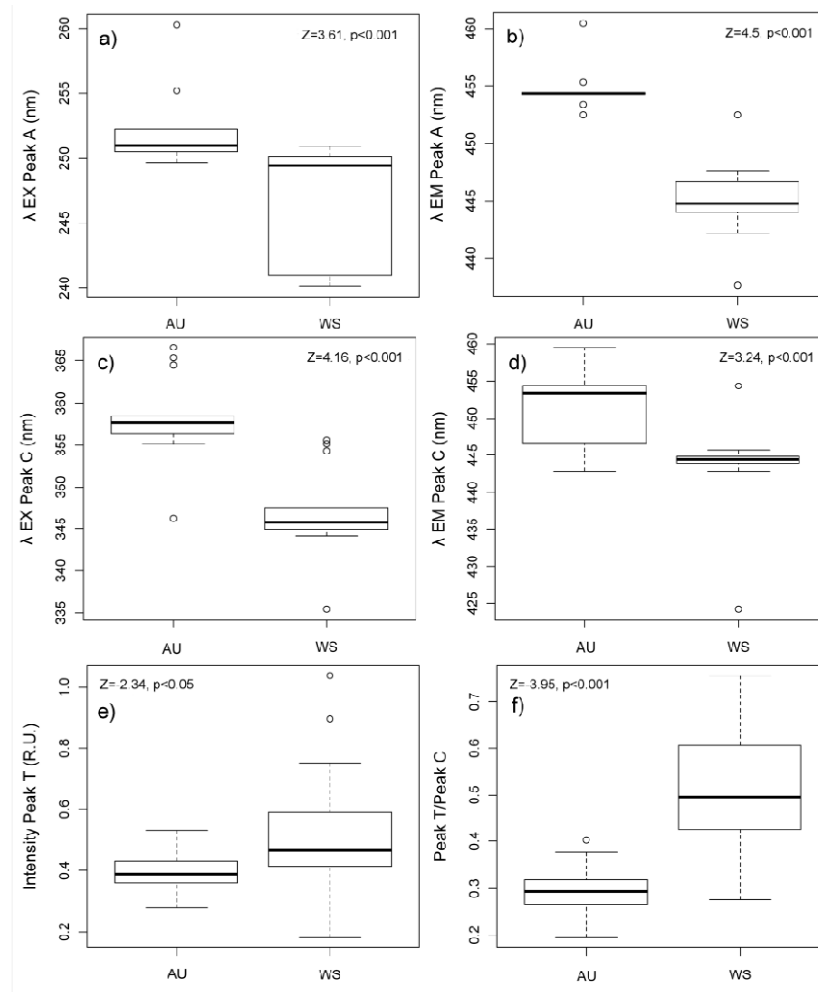 a)
Z=3.61, p<0.001
λ EX Peak A (nm)
260
255
250
245
240
AU
WS
b)
Z=4.5 p<0.001
λ EM Peak A (nm)
460
455
450
445
440
AU
WS
c)
Z=4.16, p<0.001
λ EX Peak C (nm)
365
360
355
350
345
340
335
AU
WS
d)
Z=3.24, p<0.001
λ EM Peak C (nm)
460
455
450
445
440
435
430
425
AU
WS
Z=-2.34, p<0.05
e)
Intensity Peak T (R.U.)
1.0
0.8
0.6
0.4
0.2
AU
WS
Z=-3.95, p<0.001
f)
Peak T/Peak C
0.7
0.6
0.5
0.4
0.3
0.2
AU
WS